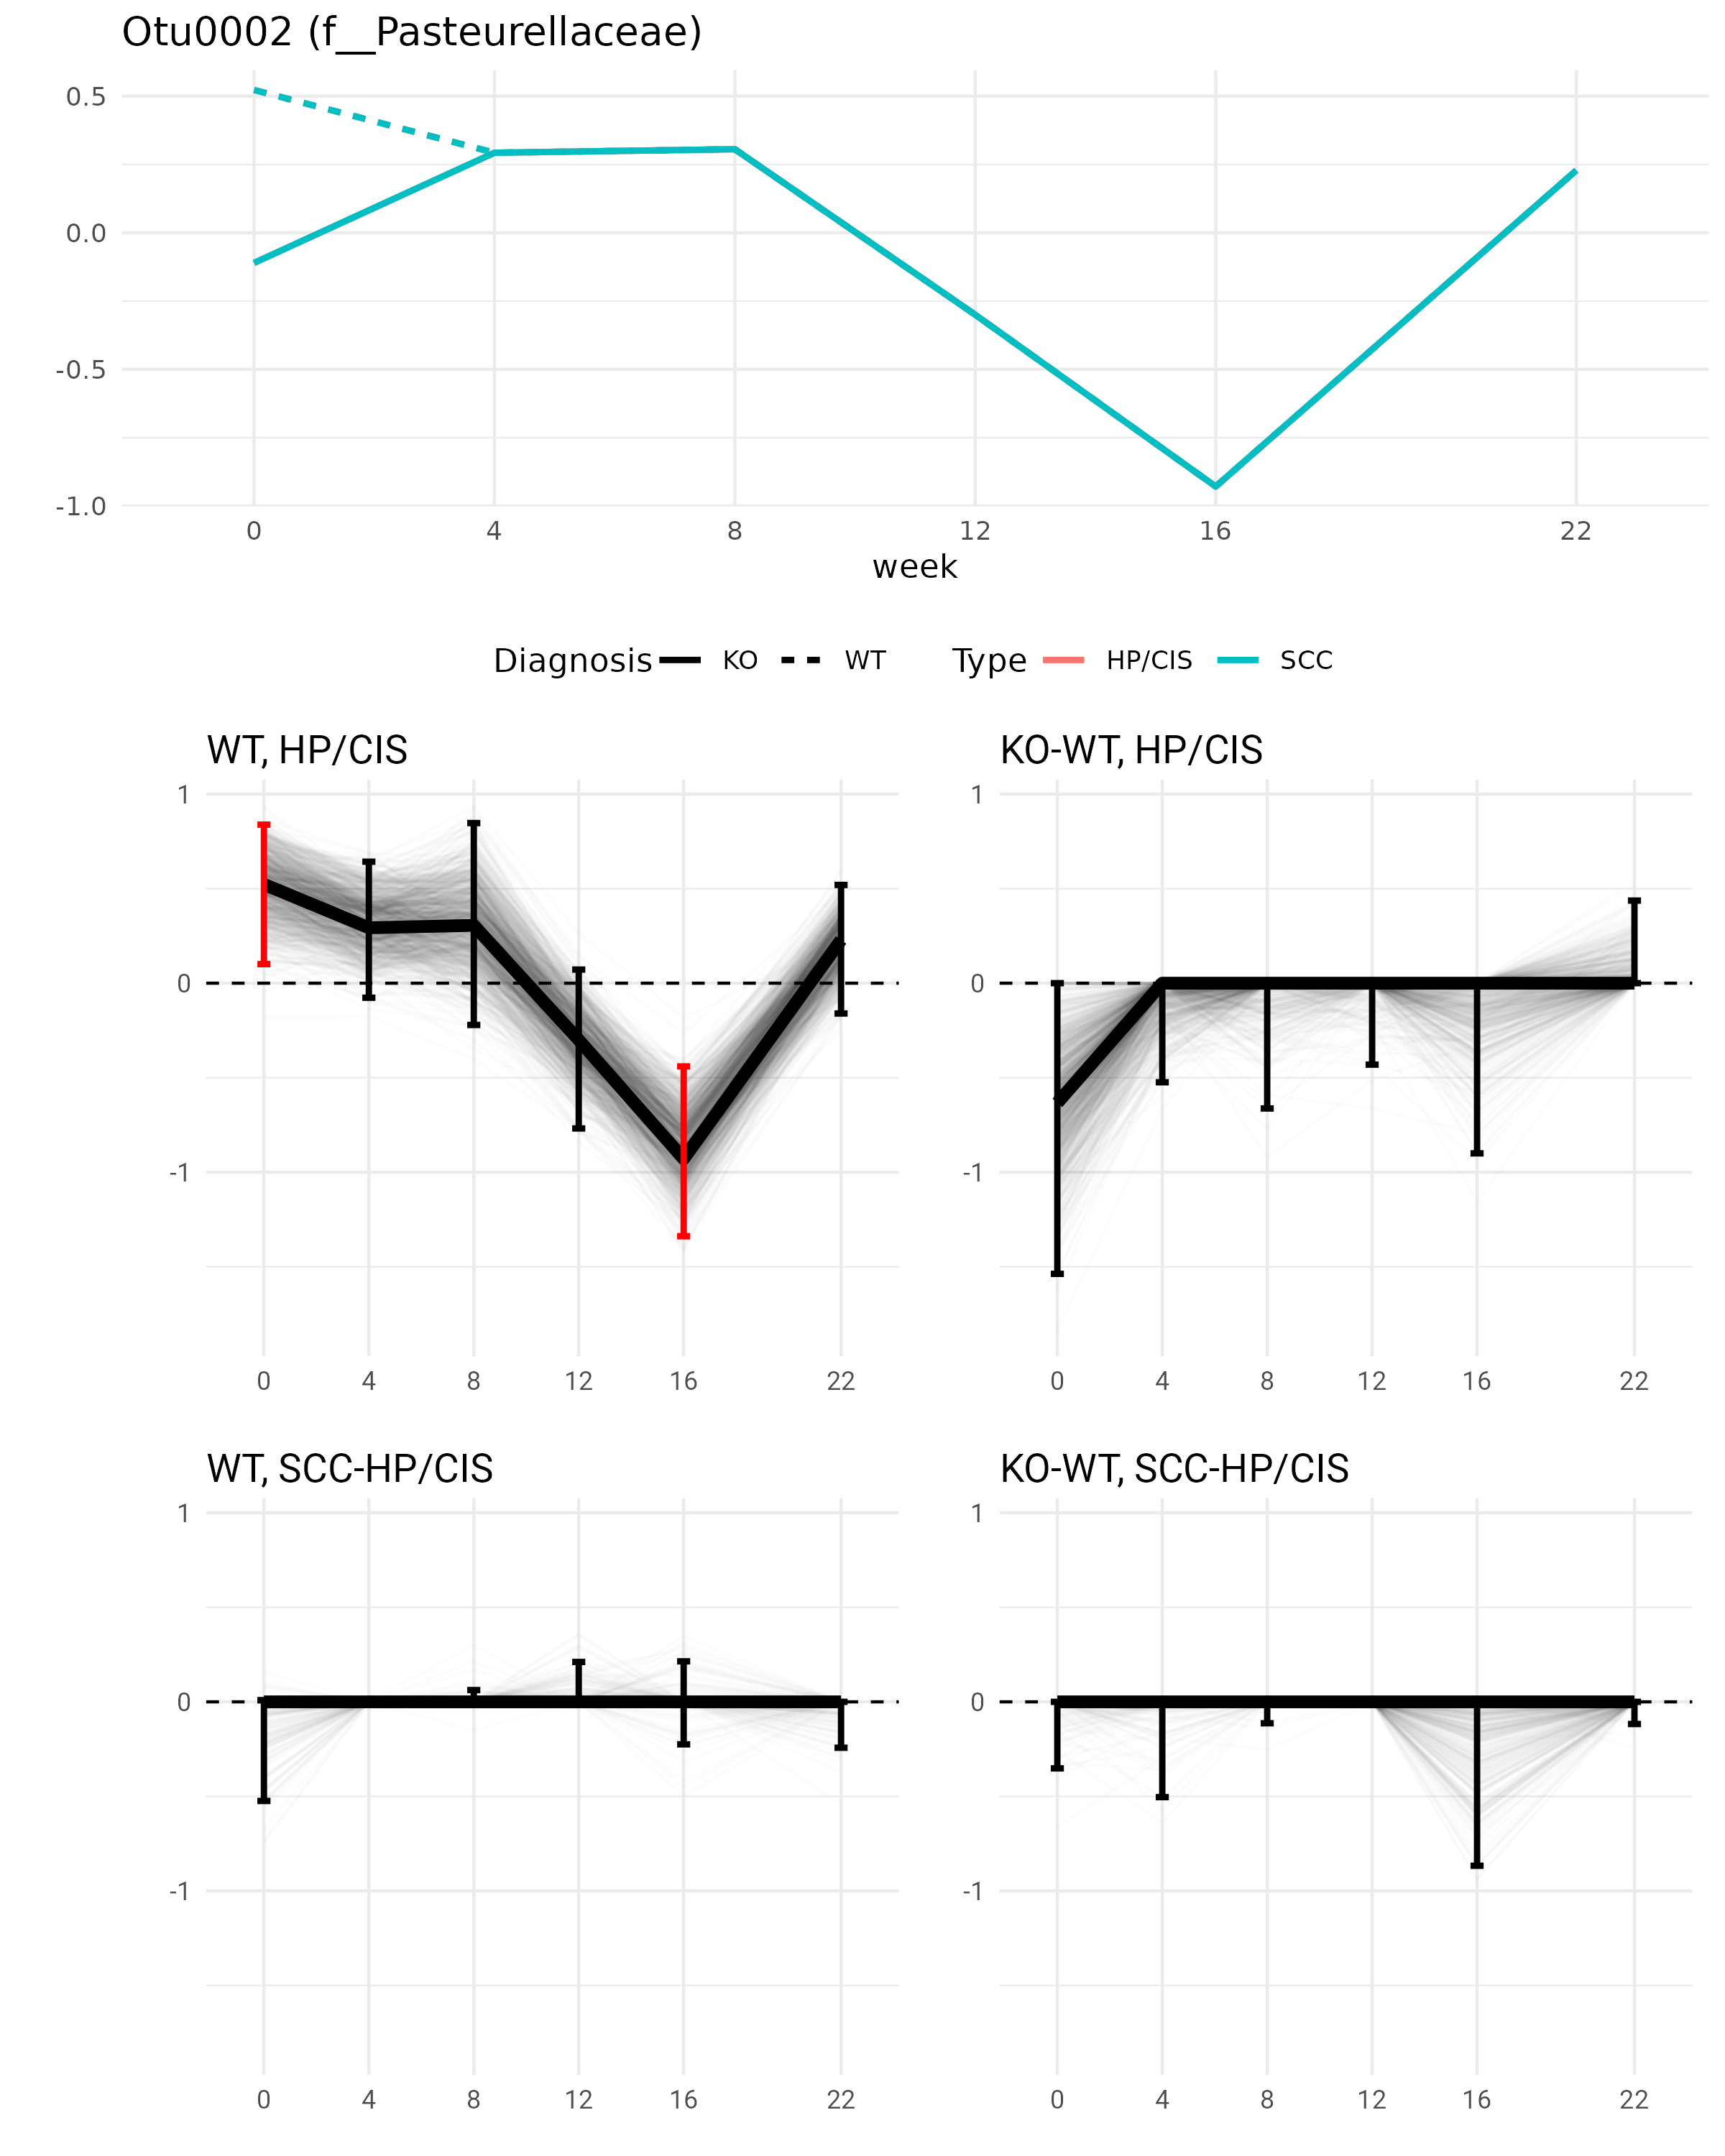 Otu0002 (f__Pasteurellaceae)
0.5
0.0
-0.5
-1.0
0 4 8 12 16 22
week
Diagnosis KO WT Type HP/CIS SCC
WT, HP/CIS
1
0
-1
0 4 8 12 16 22
KO-WT, HP/CIS
1
0
-1
0 4 8 12 16 22
WT, SCC-HP/CIS
1
0
-1
0 4 8 12 16 22
KO-WT, SCC-HP/CIS
1
0
-1
0 4 8 12 16 22